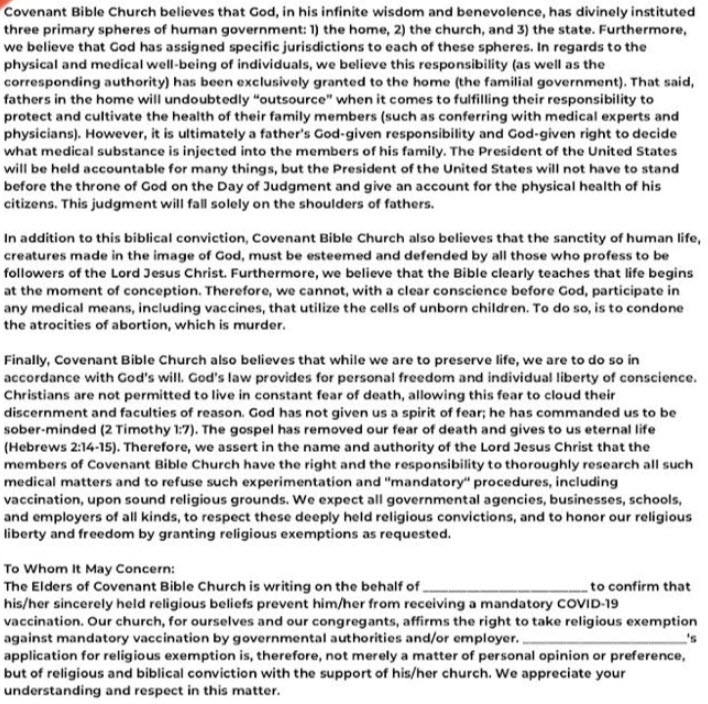 Covenant Bible Church believes that God, in his infinite wisdom and benevolence, has divinely instituted
three primary spheres of human government: 1) the home, 2) the church, and 3) the state. Furthermore,
we believe that God has assigned specific jurisdictions to each of these spheres. In regards to the
physical and medical well-being of individuals, we believe this responsibility (as well as the
corresponding authority) has been exclusively granted to the home (the familial government). That said,
fathers in the home will undoubtedly "outsource" when it comes to fulfilling their responsibility to
protect and cultivate the health of their family members (such as conferring with medical experts and
physicians). However, it is ultimately a father's God-given responsibility and God-given right to decide
what medical substance is injected into the members of his family. The President of the United States
will be held accountable for many things, but the President of the United States will not have to stand
before the throne of God on the Day of Judgment and give an account for the physical health of his
citizens. This judgment will fall solely on the shoulders of fathers.

In addition to this biblical conviction, Covenant Bible Church also believes that the sanctity of human life,
creatures made in the image of God, must be esteemed and defended by all those who profess to be
followers of the Lord Jesus Christ. Furthermore, we believe that the Bible clearly teaches that life begins
at the moment of conception. Therefore, we cannot, with a clear conscience before God, participate in
any medical means, including vaccines, that utilize the cells of unborn children. To do so, is to condone
the atrocities of abortion, which is murder.

Finally, Covenant Bible Church also believes that while we are to preserve life, we are to do so in
accordance with God's will. God's law provides for personal freedom and individual liberty of conscience.
Christians are not permitted to live in constant fear of death, allowing this fear to cloud their
discernment and faculties of reason. God has not given us a spirit of fear; he has commanded us to be
sober-minded (2 Timothy 1:7). The gospel has removed our fear of death and gives to us eternal life
(Hebrews 2:14-15). Therefore, we assert in the name and authority of the Lord Jesus Christ that the
members of Covenant Bible Church have the right and the responsibility to thoroughly research all such
medical matters and to refuse such experimentation and "mandatory" procedures, including
vaccination, upon sound religious grounds. We expect all governmental agencies, businesses, schools,
and employers of all kinds, to respect these deeply held religious convictions, and to honor our religious
liberty and freedom by granting religious exemptions as requested.

To Whom It May Concern:
The Elders of Covenant Bible Church is writing on the behalf of ____________________ to confirm that
his/her sincerely held religious beliefs prevent him/her from receiving a mandatory COVID-19
vaccination. Our church, for ourselves and our congregants, affirms the right to take religious exemption
against mandatory vaccination by governmental authorities and/or employer. ____________________'s
application for religious exemption is, therefore, not merely a matter of personal opinion or preference,
but of religious and biblical conviction with the support of his/her church. We appreciate your
understanding and respect in this matter.